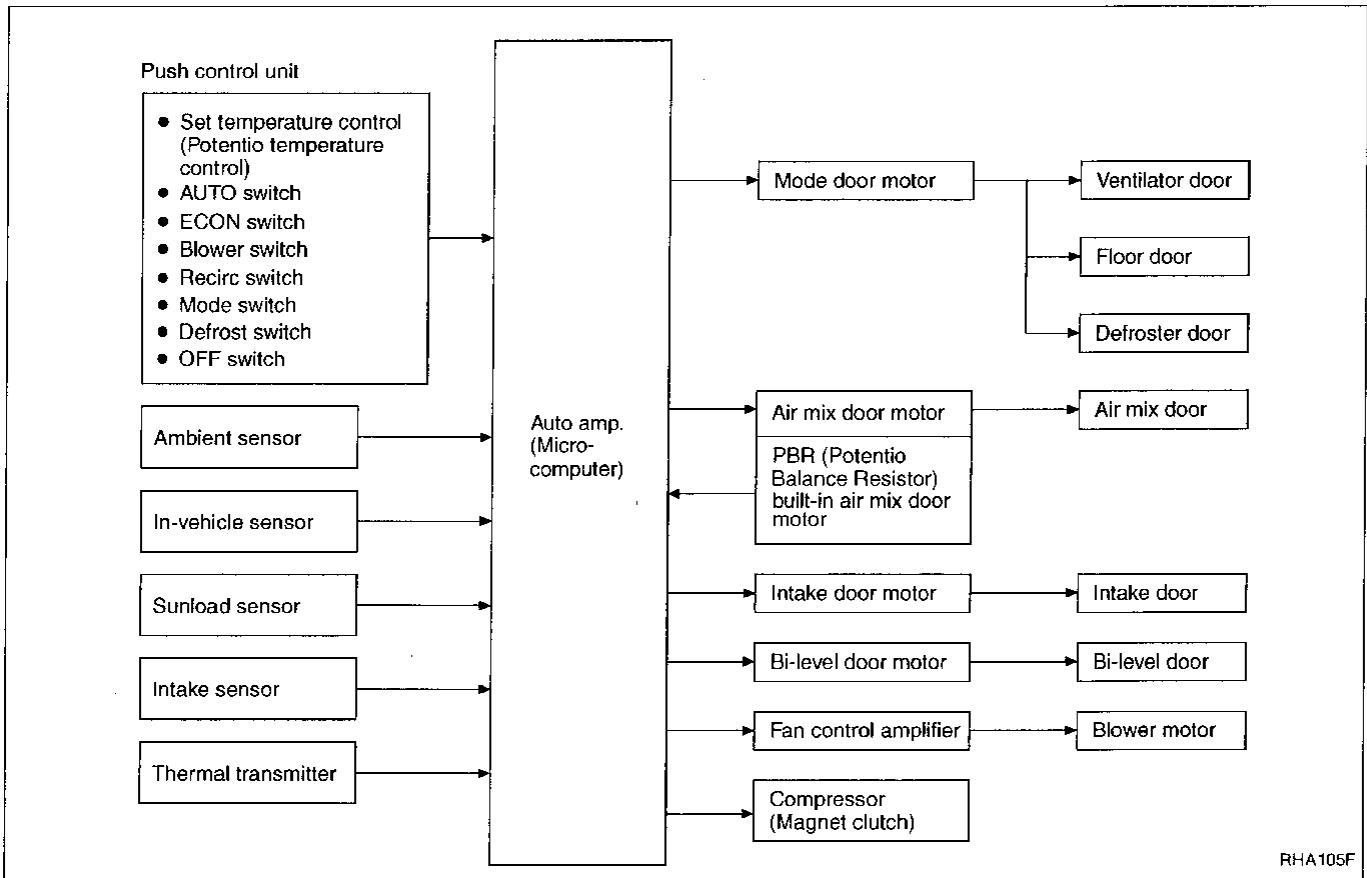 Push control unit
● Set temperature control
(Potentio temperature
control)
● AUTO switch
● ECON switch
● Blower switch
● Recirc switch
● Mode switch
● Defrost switch
● OFF switch
Ambient sensor
In-vehicle sensor
Sunload sensor
Intake sensor
Thermal transmitter
Auto amp.
(Micro-
computer)
Mode door motor
Ventilator door
Floor door
Defroster door
Air mix door motor
Air mix door
PBR (Potentio
Balance Resistor)
built-in air mix door
motor
Intake door motor
Intake door
Bi-level door motor
Bi-level door
Fan control amplifier
Blower motor
Compressor
(Magnet clutch)
RHA105F